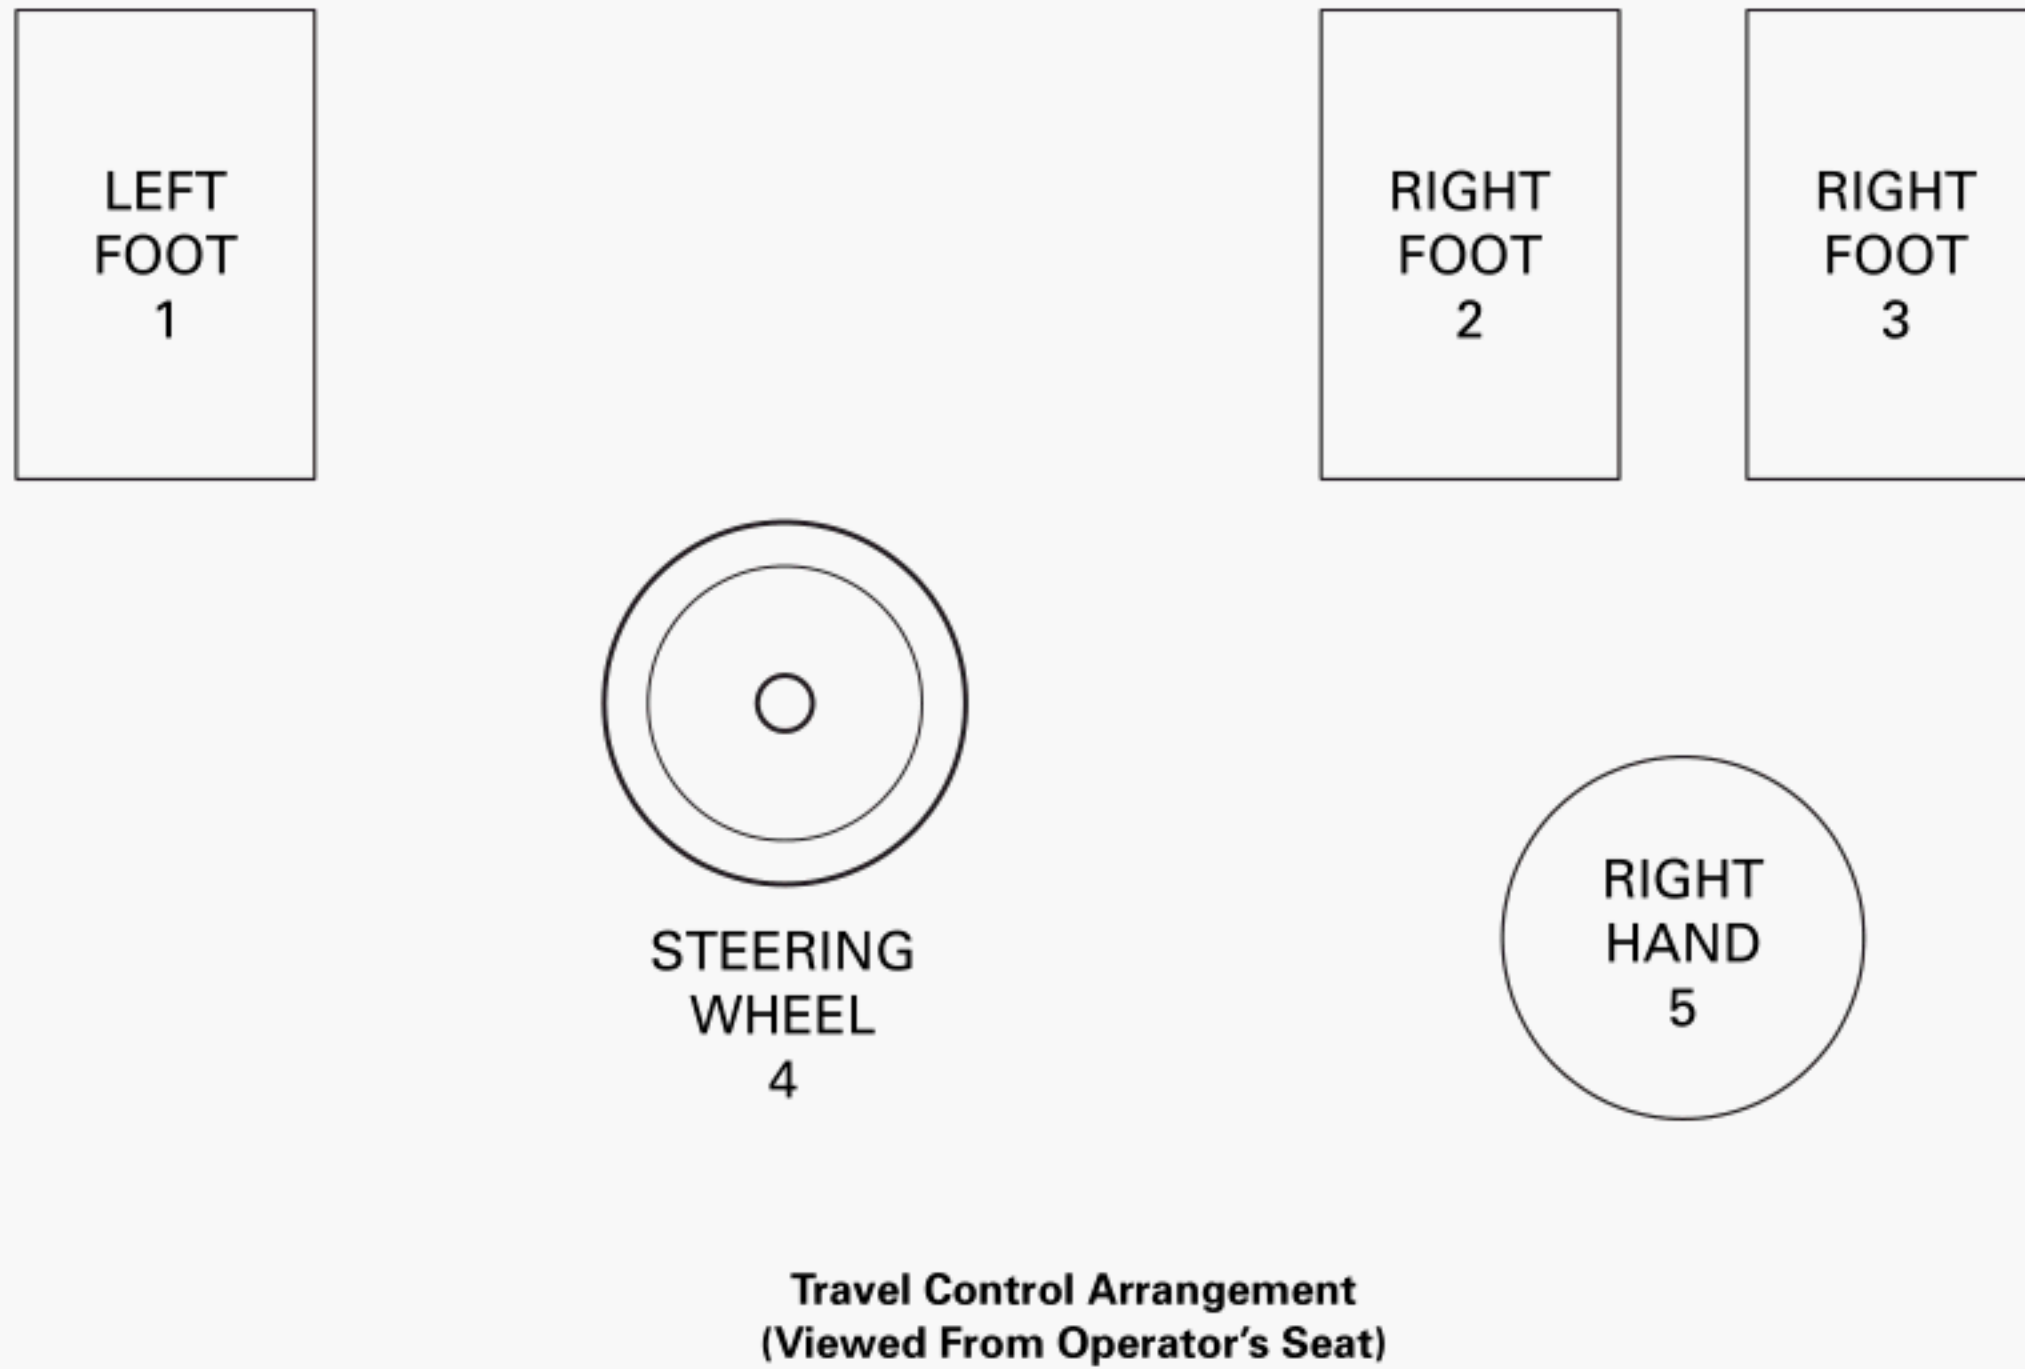 LEFT
FOOT
1
RIGHT
FOOT
2
RIGHT
FOOT
3
STEERING
WHEEL
4
RIGHT
HAND
5
Travel Control Arrangement
(Viewed From Operator’s Seat)